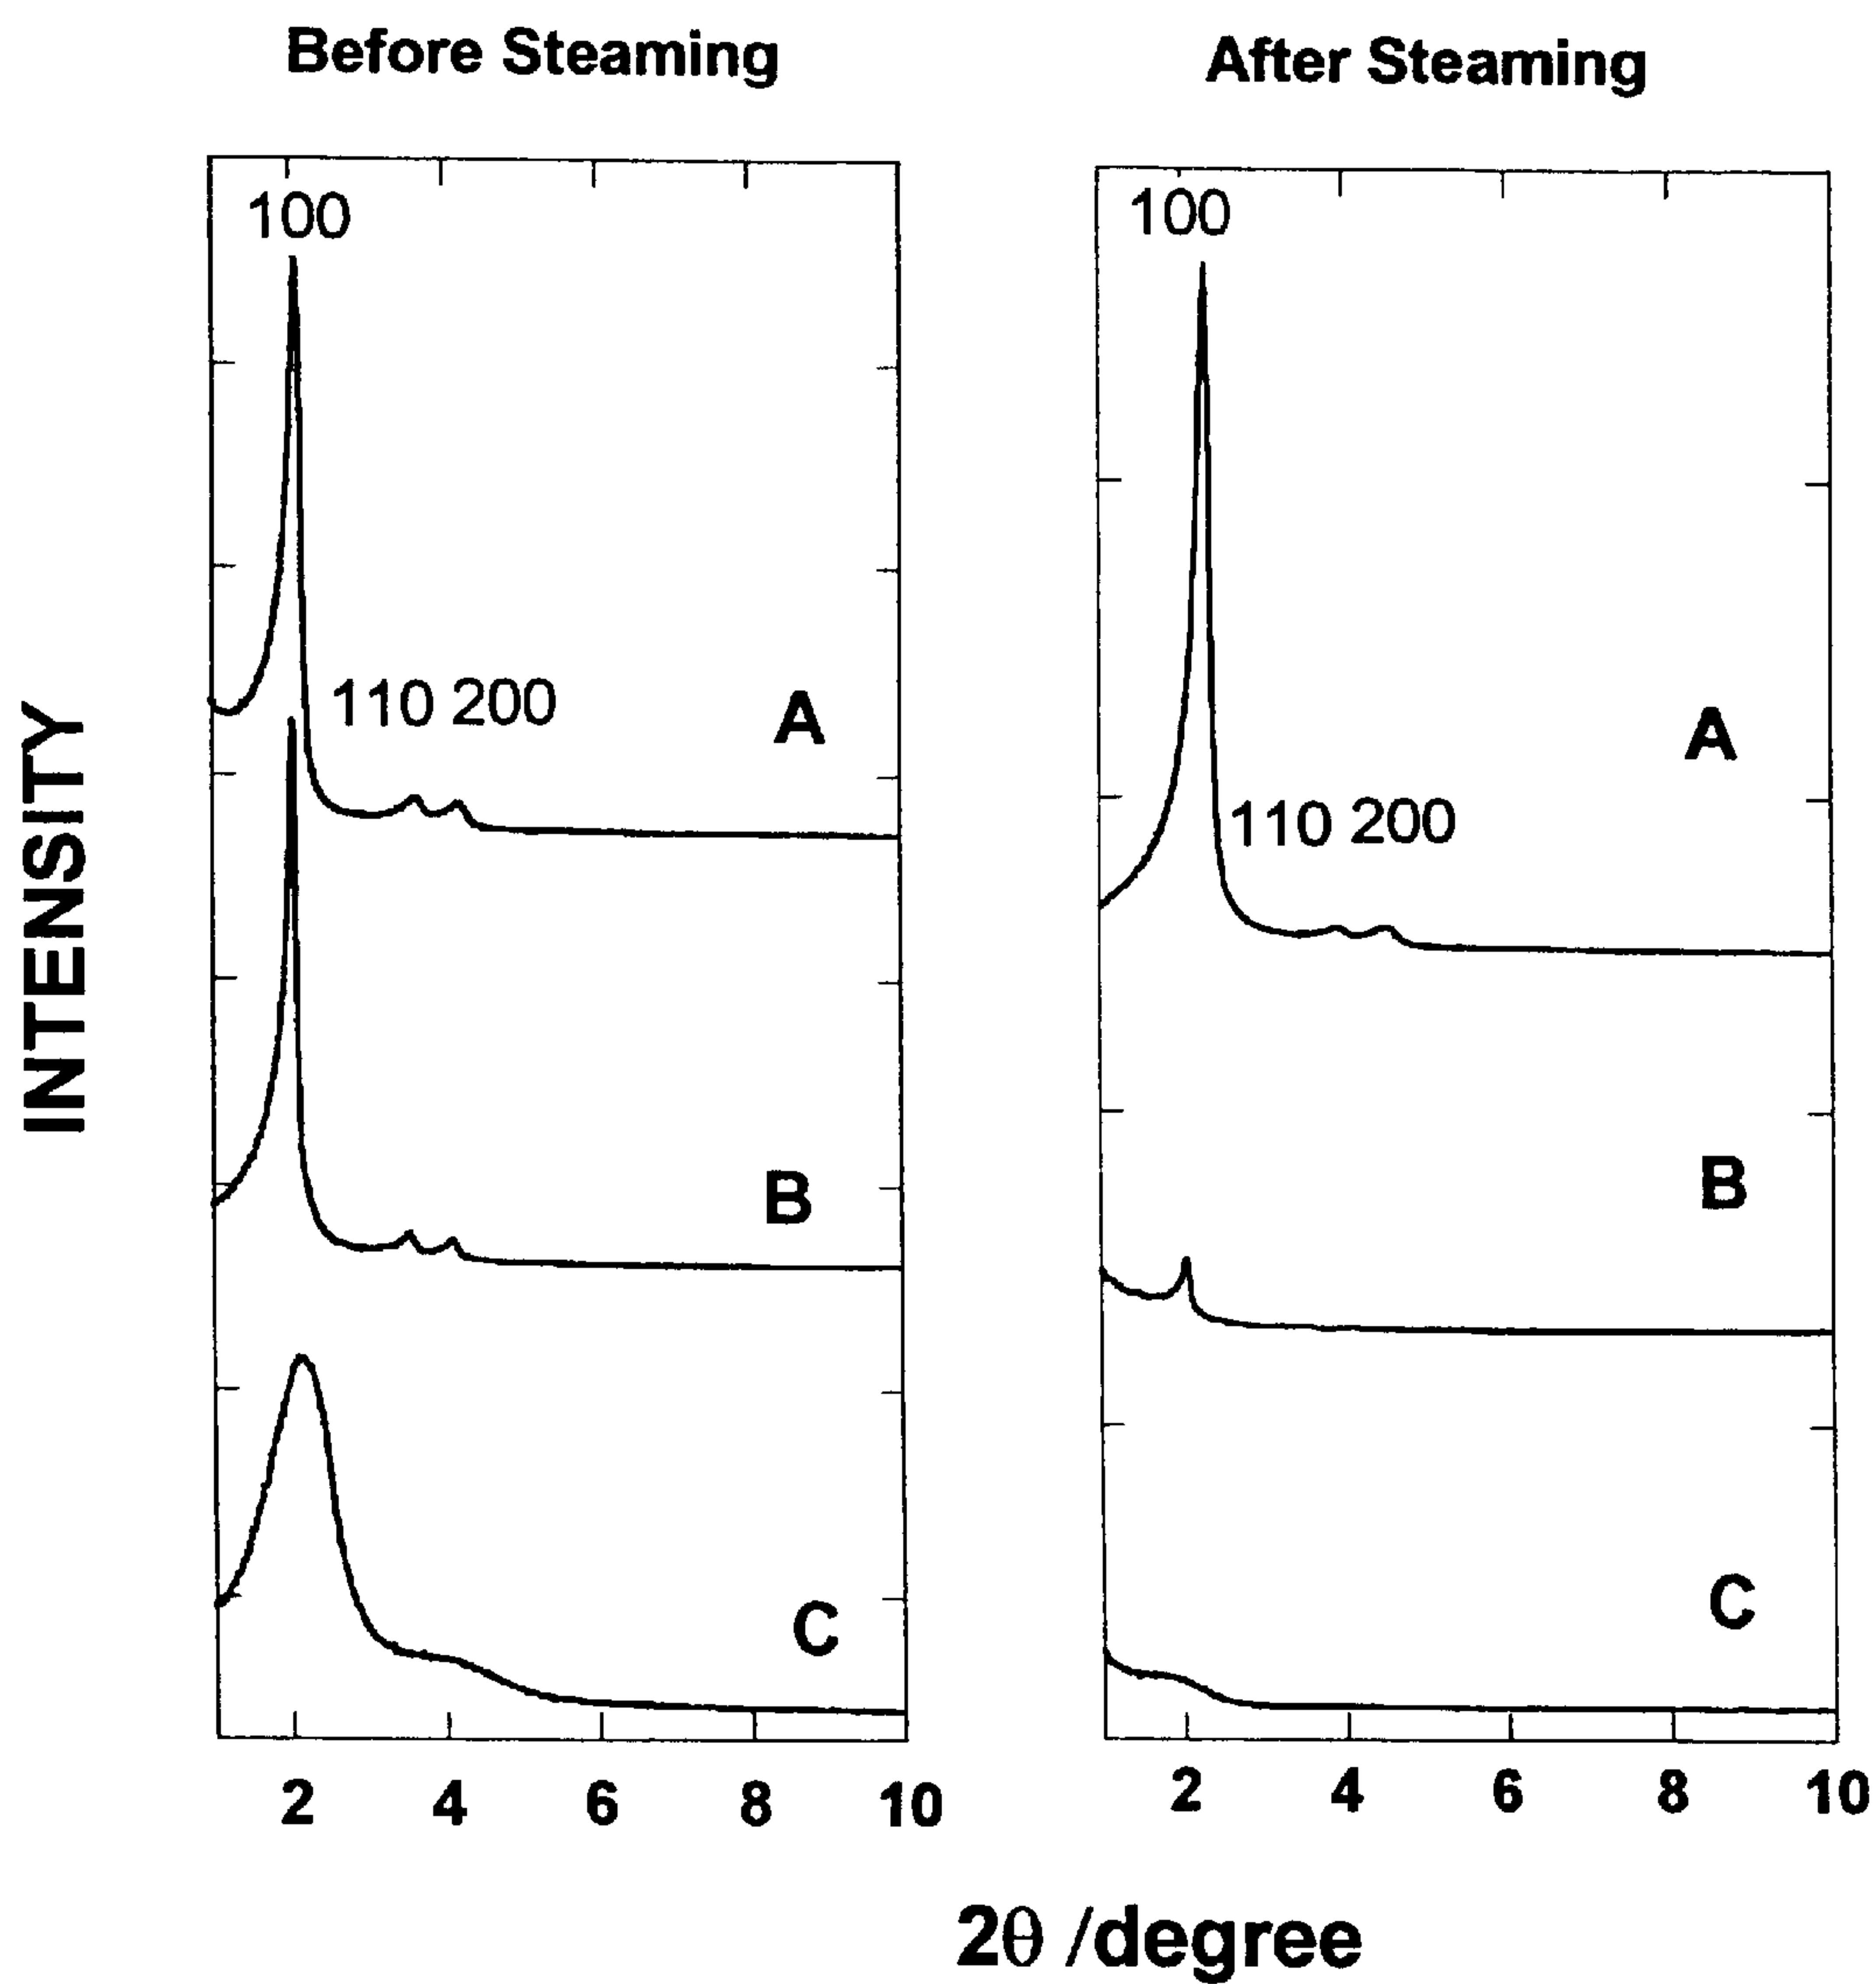 Before Steaming
After Steaming
INTENSITY
100
110 200
A
B
C
2 4 6 8 10
100
110 200
A
B
C
2 4 6 8 10
2θ /degree